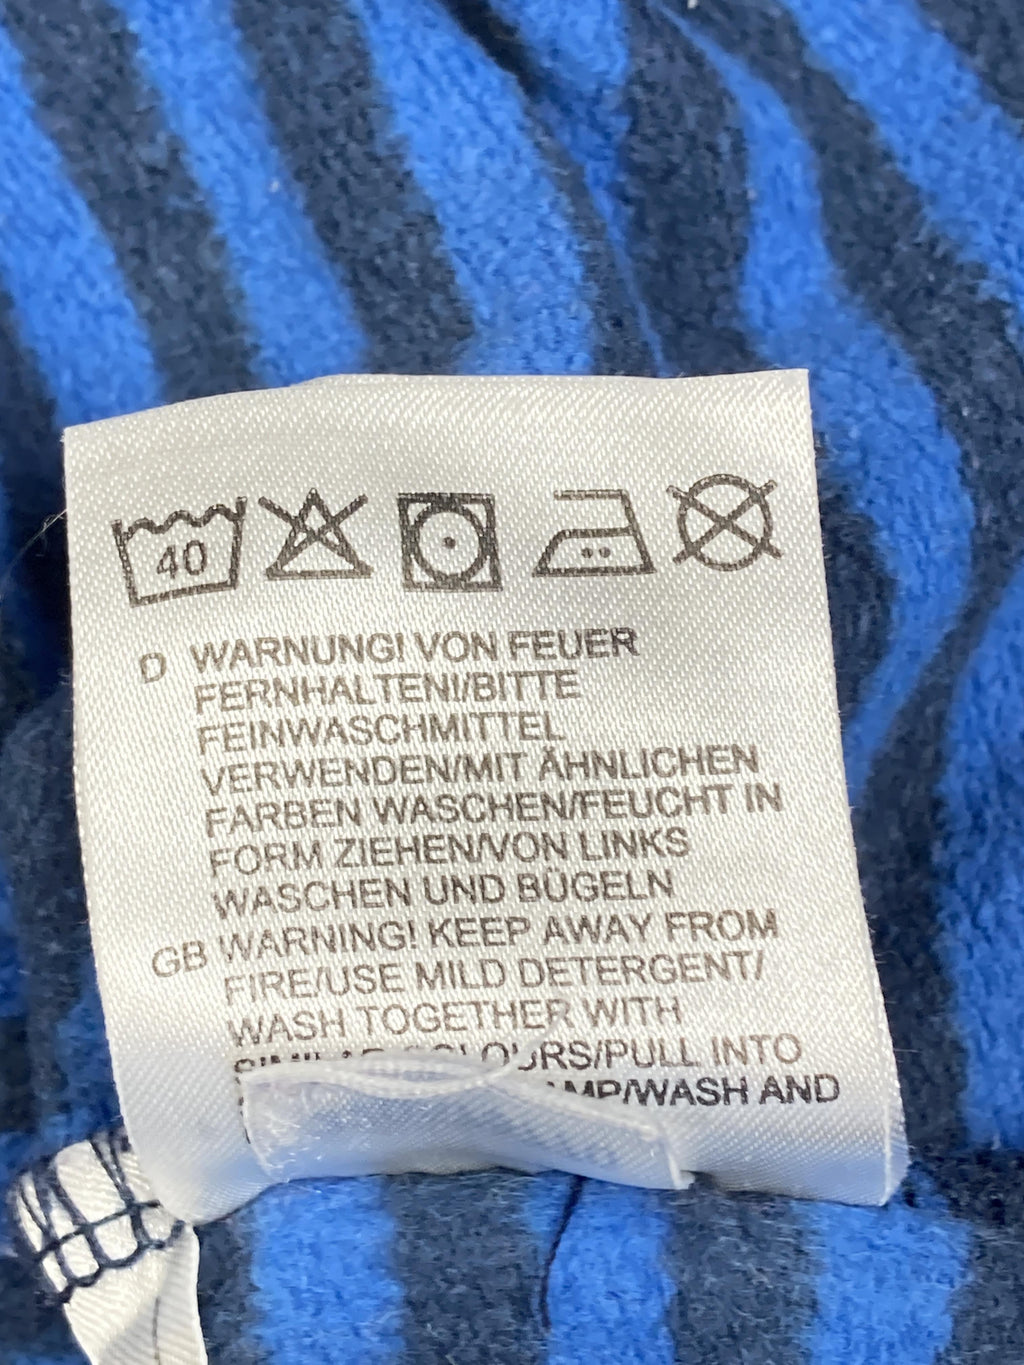 40
D WARNUNG! VON FEUER
FERNHALTEN!/BITTE
FEINWASCHMITTEL
VERWENDEN/MIT ÄHNLICHEN
FARBEN WASCHEN/FEUCHT IN
FORM ZIEHEN/VON LINKS
WASCHEN UND BÜGELN
GB WARNING! KEEP AWAY FROM
FIRE/USE MILD DETERGENT/
WASH TOGETHER WITH
SIMILAR COLOURS/PULL INTO
AMP/WASH AND